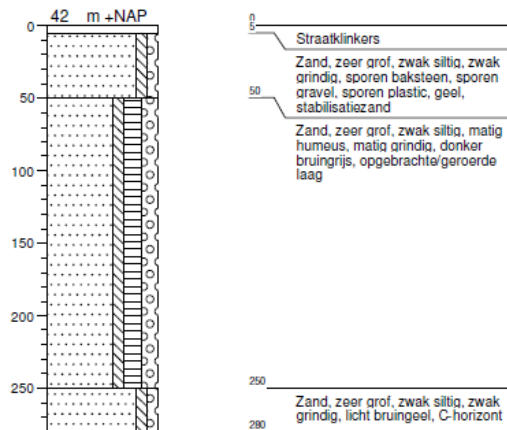 42 m +NAP
0
50
100
150
200
250
0
5
Straatklinkers
Zand, zeer grof, zwak siltig, zwak
grindig, sporen baksteen, sporen
gravel, sporen plastic, geel,
stabilisatiezand
50
Zand, zeer grof, zwak siltig, matig
humeus, matig grindig, donker
bruingrijs, opgebrachte/geroerde
laag
250
Zand, zeer grof, zwak siltig, zwak
grindig, licht bruingeel, C-horizont
280